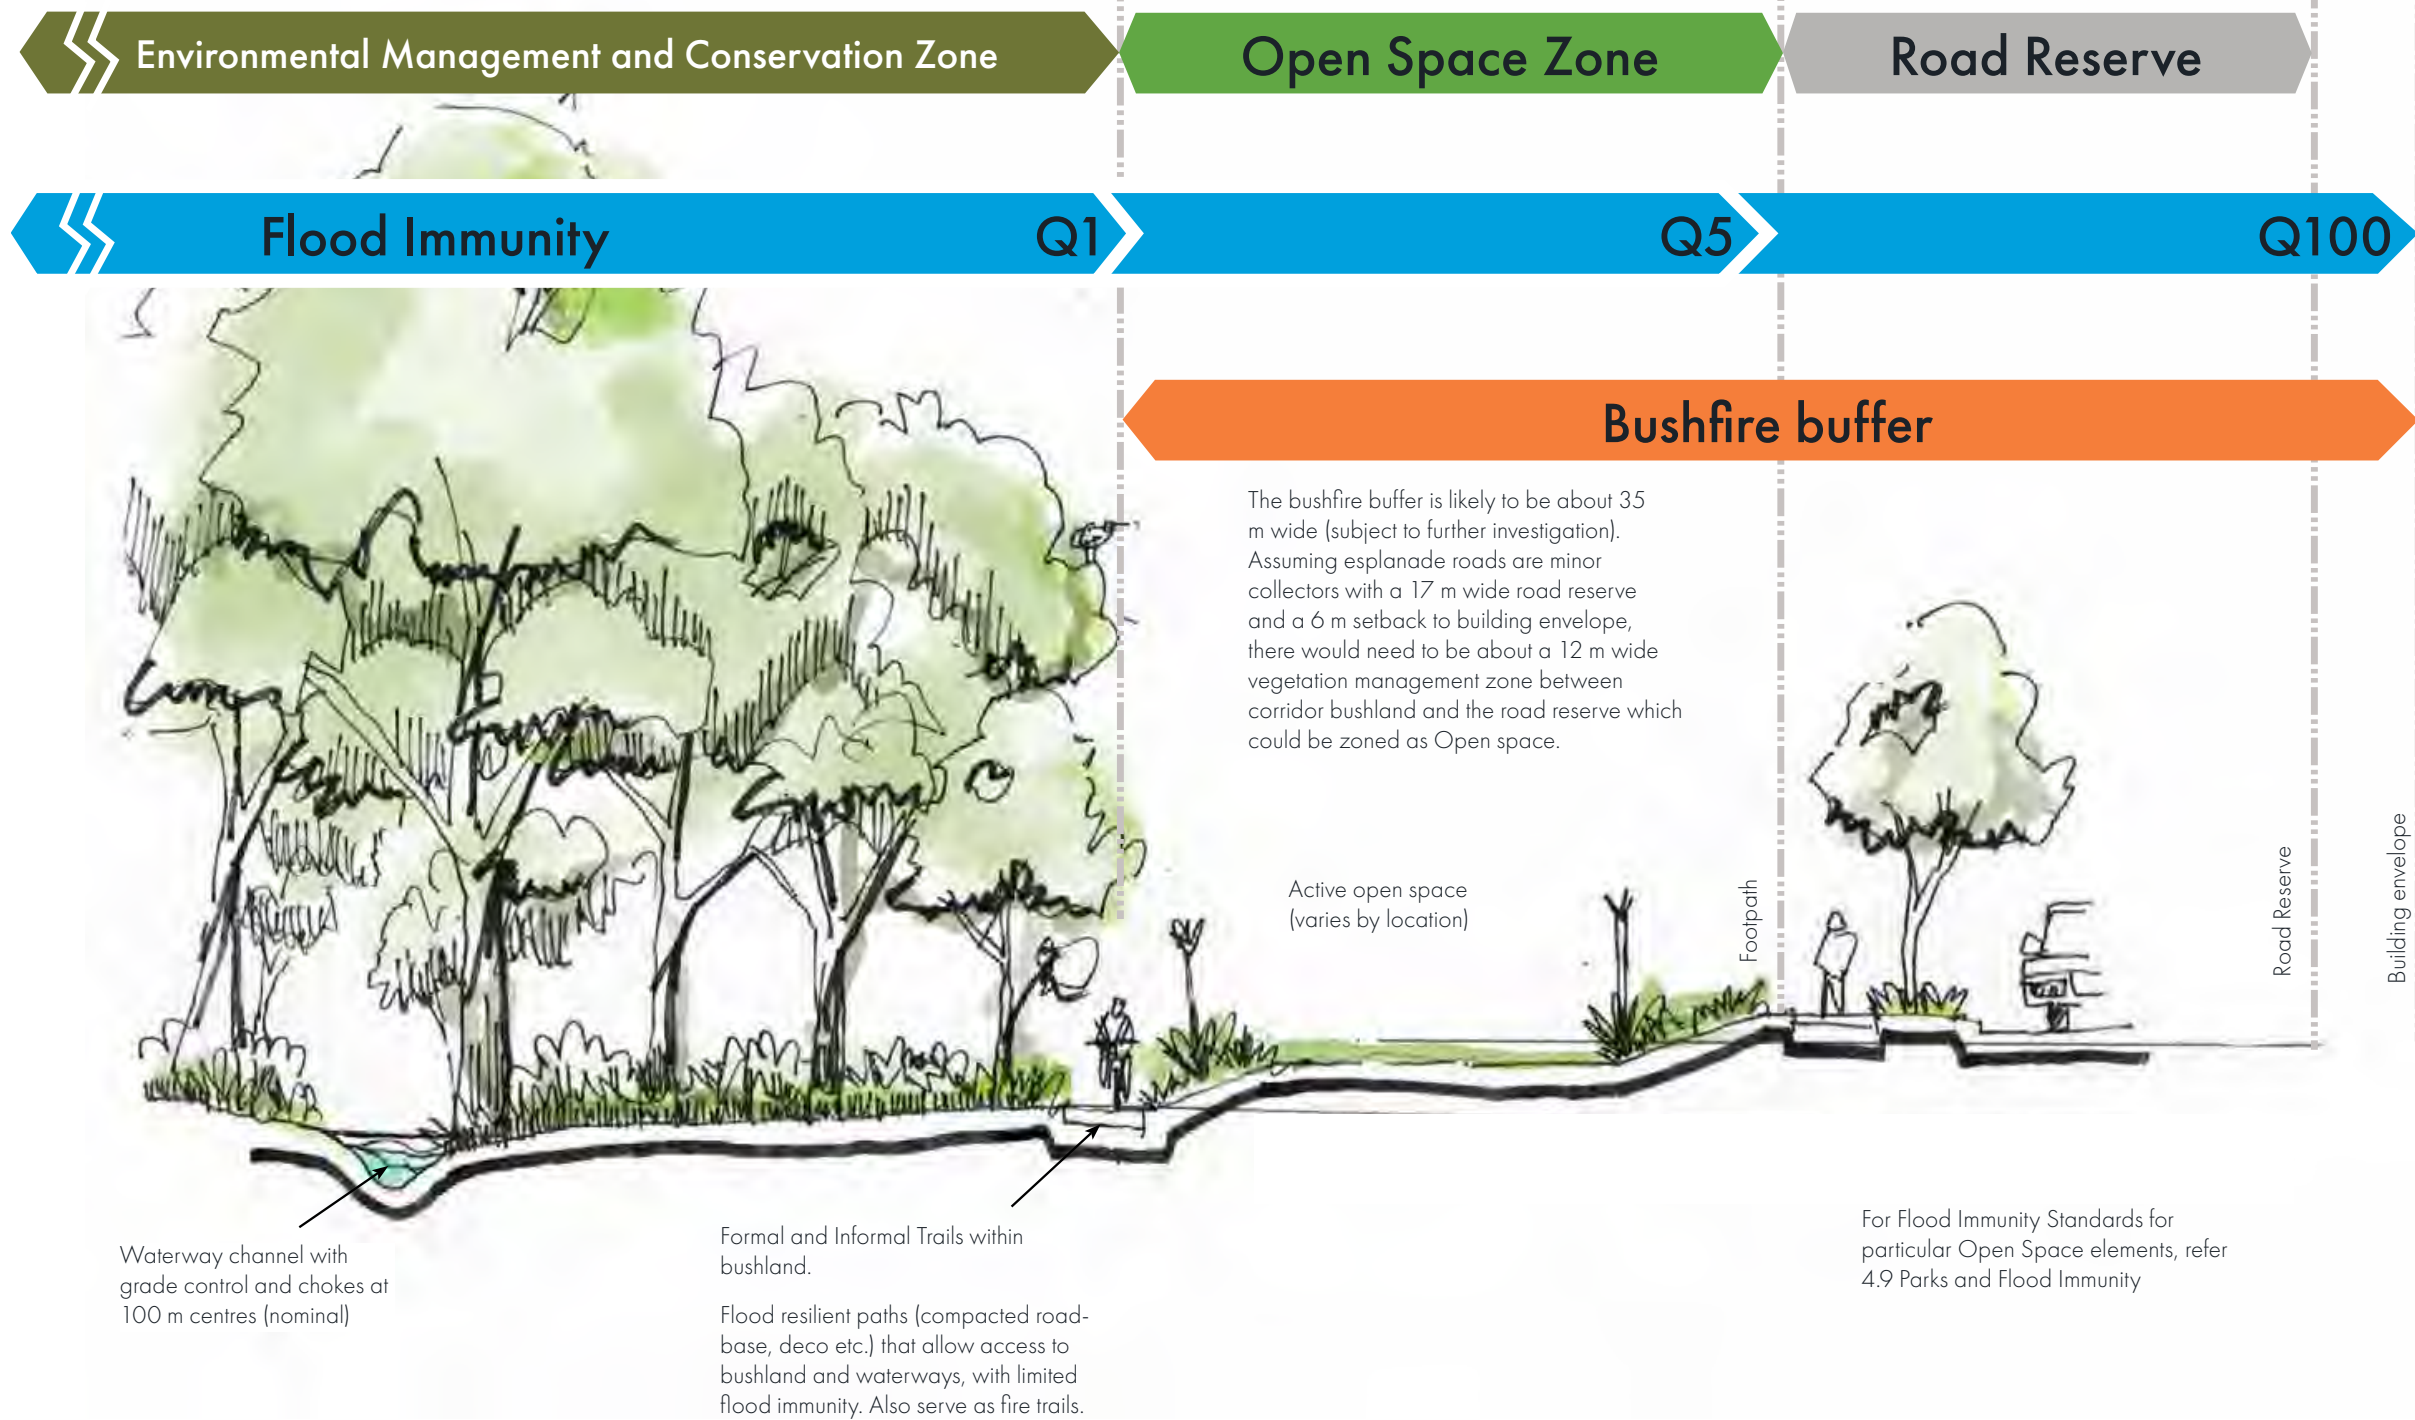 Environmental Management and Conservation Zone
Open Space Zone
Road Reserve
Flood Immunity
Q1
Q5
Q100
Bushfire buffer
The bushfire buffer is likely to be about 35
m wide (subject to further investigation).
Assuming esplanade roads are minor
collectors with a 17 m wide road reserve
and a 6 m setback to building envelope,
there would need to be about a 12 m wide
vegetation management zone between
corridor bushland and the road reserve which
could be zoned as Open space.
Active open space
(varies by location)
Footpath
Road Reserve
Building envelope
Waterway channel with
grade control and chokes at
100 m centres (nominal)
Formal and Informal Trails within
bushland.
Flood resilient paths (compacted road-
base, deco etc.) that allow access to
bushland and waterways, with limited
flood immunity. Also serve as fire trails.
For Flood Immunity Standards for
particular Open Space elements, refer
4.9 Parks and Flood Immunity